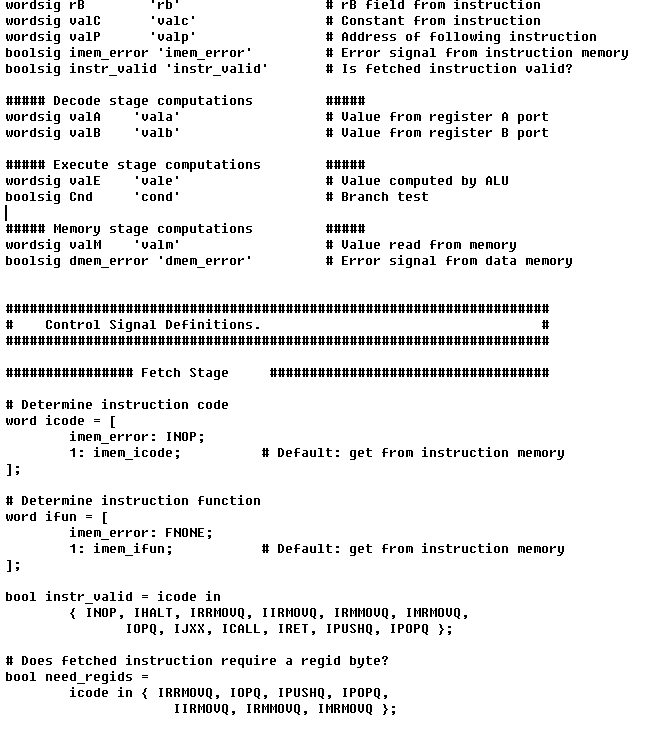 wordsig rB 'rb' # rB field from instruction
wordsig valC 'valc' # Constant from instruction
wordsig valP 'valp' # Address of following instruction
boolsig imem_error 'imem_error' # Error signal from instruction memory
boolsig instr_valid 'instr_valid' # Is fetched instruction valid?
##### Decode stage computations #####
wordsig valA 'vala' # Value from register A port
wordsig valB 'valb' # Value from register B port
##### Execute stage computations #####
wordsig valE 'vale' # Value computed by ALU
boolsig Cnd 'cond' # Branch test
##### Memory stage computations #####
wordsig valM 'valm' # Value read from memory
boolsig dmem_error 'dmem_error' # Error signal from data memory
####################################################################
# Control Signal Definitions. #
####################################################################
################ Fetch Stage ###################################
# Determine instruction code
word icode = [
imem_error: INOP;
1: imem_icode; # Default: get from instruction memory
];
# Determine instruction function
word ifun = [
imem_error: FNONE;
1: imem_ifun; # Default: get from instruction memory
];
bool instr_valid = icode in
{ INOP, IHALT, IRRMOVQ, IIRMOVQ, IRMMOVQ, IMRMOVQ,
IOPQ, IJXX, ICALL, IRET, IPUSHQ, IPOPQ };
# Does fetched instruction require a regid byte?
bool need_regids =
icode in { IRRMOVQ, IOPQ, IPUSHQ, IPOPQ,
IIRMOVQ, IRMMOVQ, IMRMOVQ };